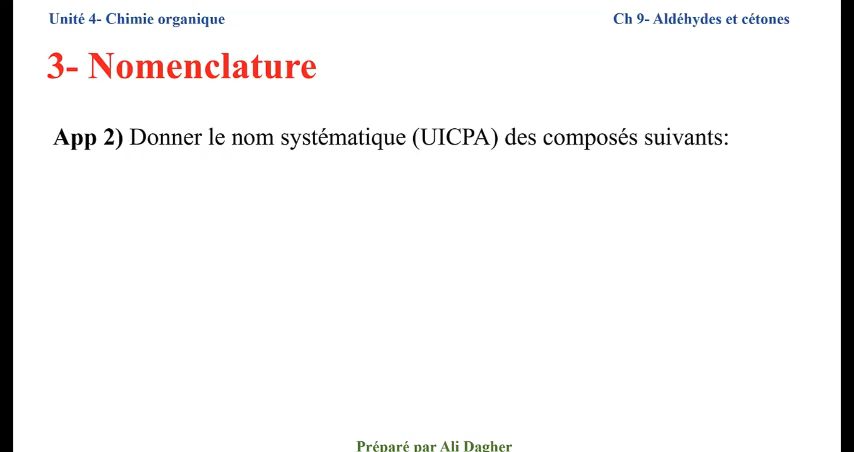 Unité 4- Chimie organique
Ch 9- Aldéhydes et cétones
3- Nomenclature
App 2) Donner le nom systématique (UICPA) des composés suivants:
Préparé par Ali Dagher